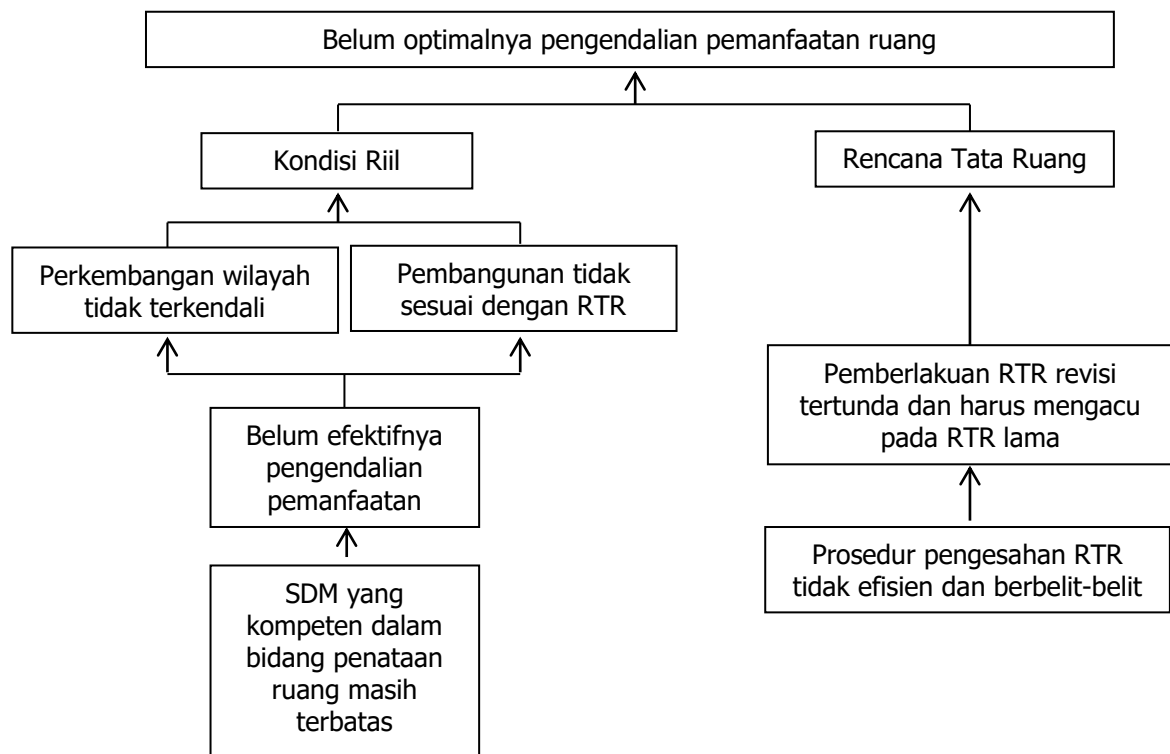 Belum optimalnya pengendalian pemanfaatan ruang
Kondisi Riil
Rencana Tata Ruang
Perkembangan wilayah
tidak terkendali
Pembangunan tidak
sesuai dengan RTR
Pemberlakuan RTR revisi
tertunda dan harus mengacu
pada RTR lama
Belum efektifnya
pengendalian
pemanfaatan
Prosedur pengesahan RTR
tidak efisien dan berbelit-belit
SDM yang
kompeten dalam
bidang penataan
ruang masih
terbatas